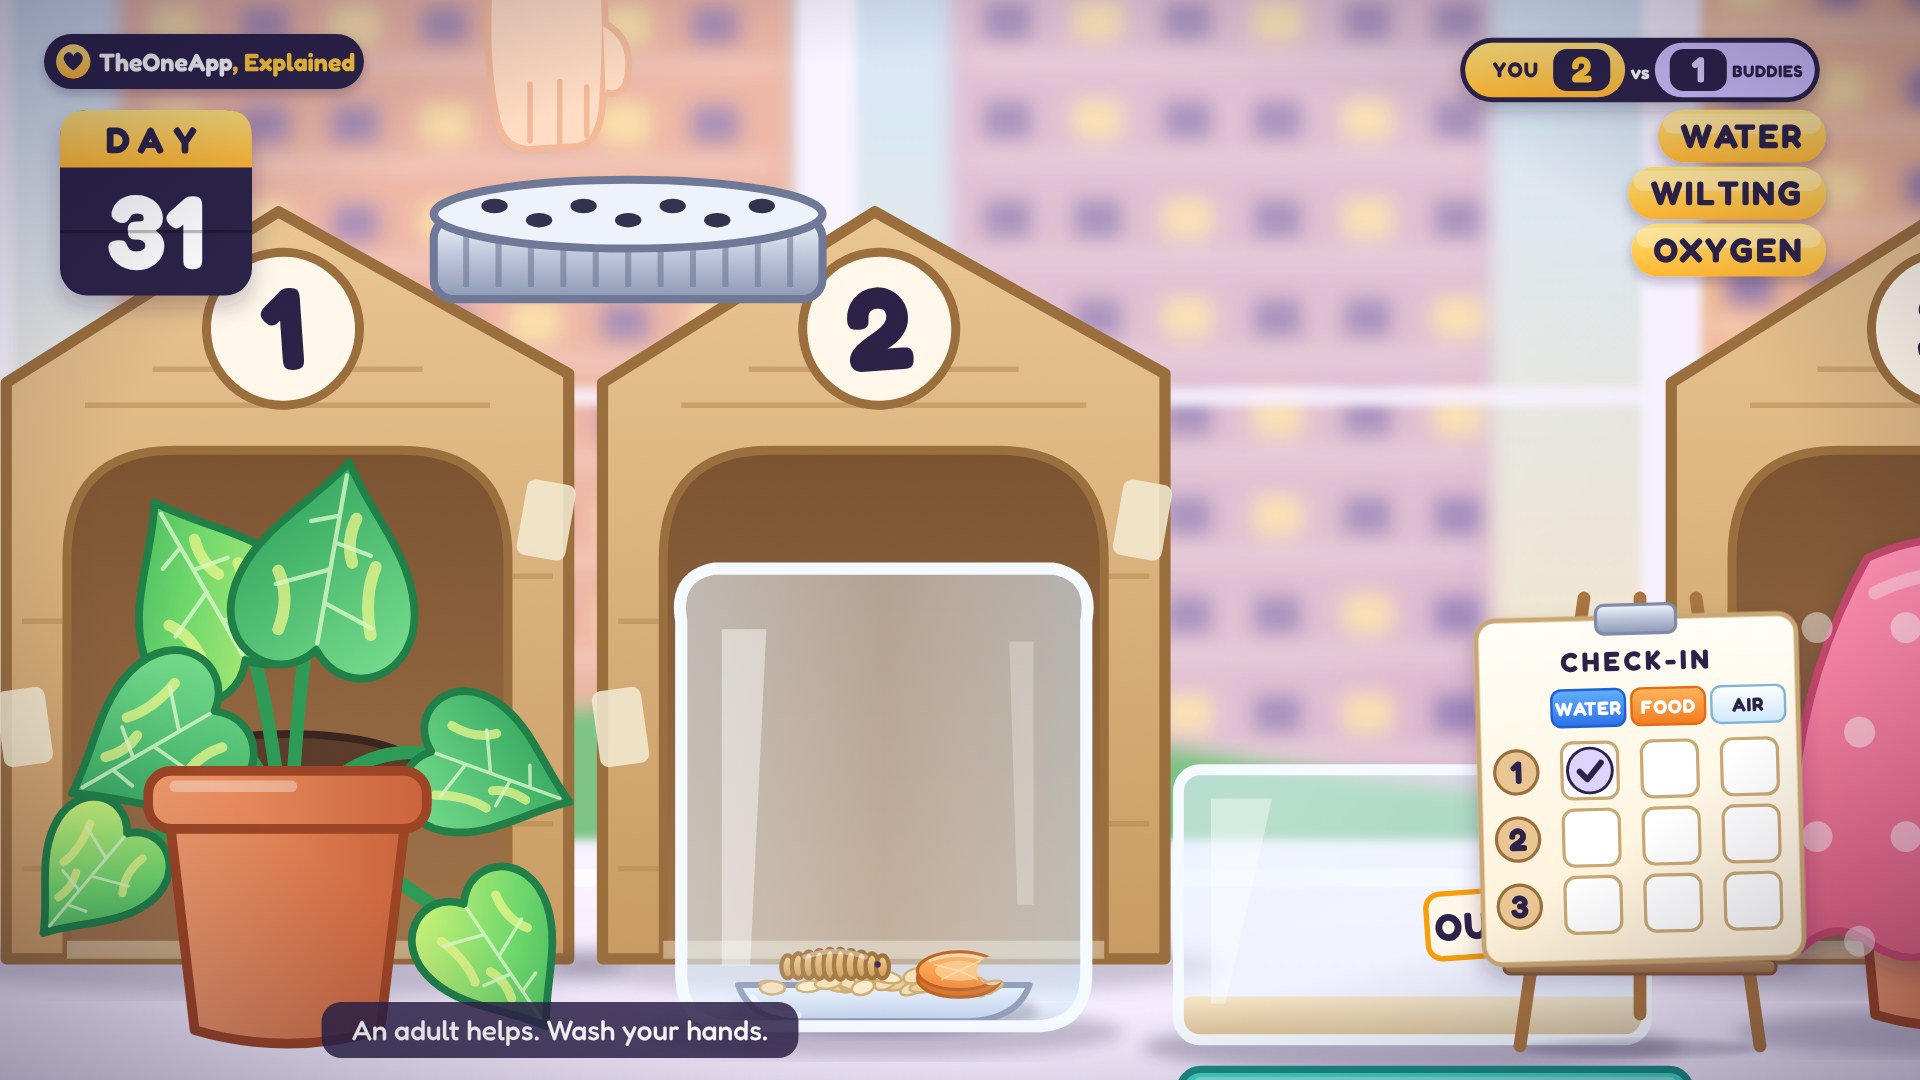 TheOneApp, Explained
DAY
31
YOU 2 vs 1 BUDDIES
WATER
WILTING
OXYGEN
1
2
CHECK-IN
WATER FOOD AIR
1
2
3
OU
An adult helps. Wash your hands.